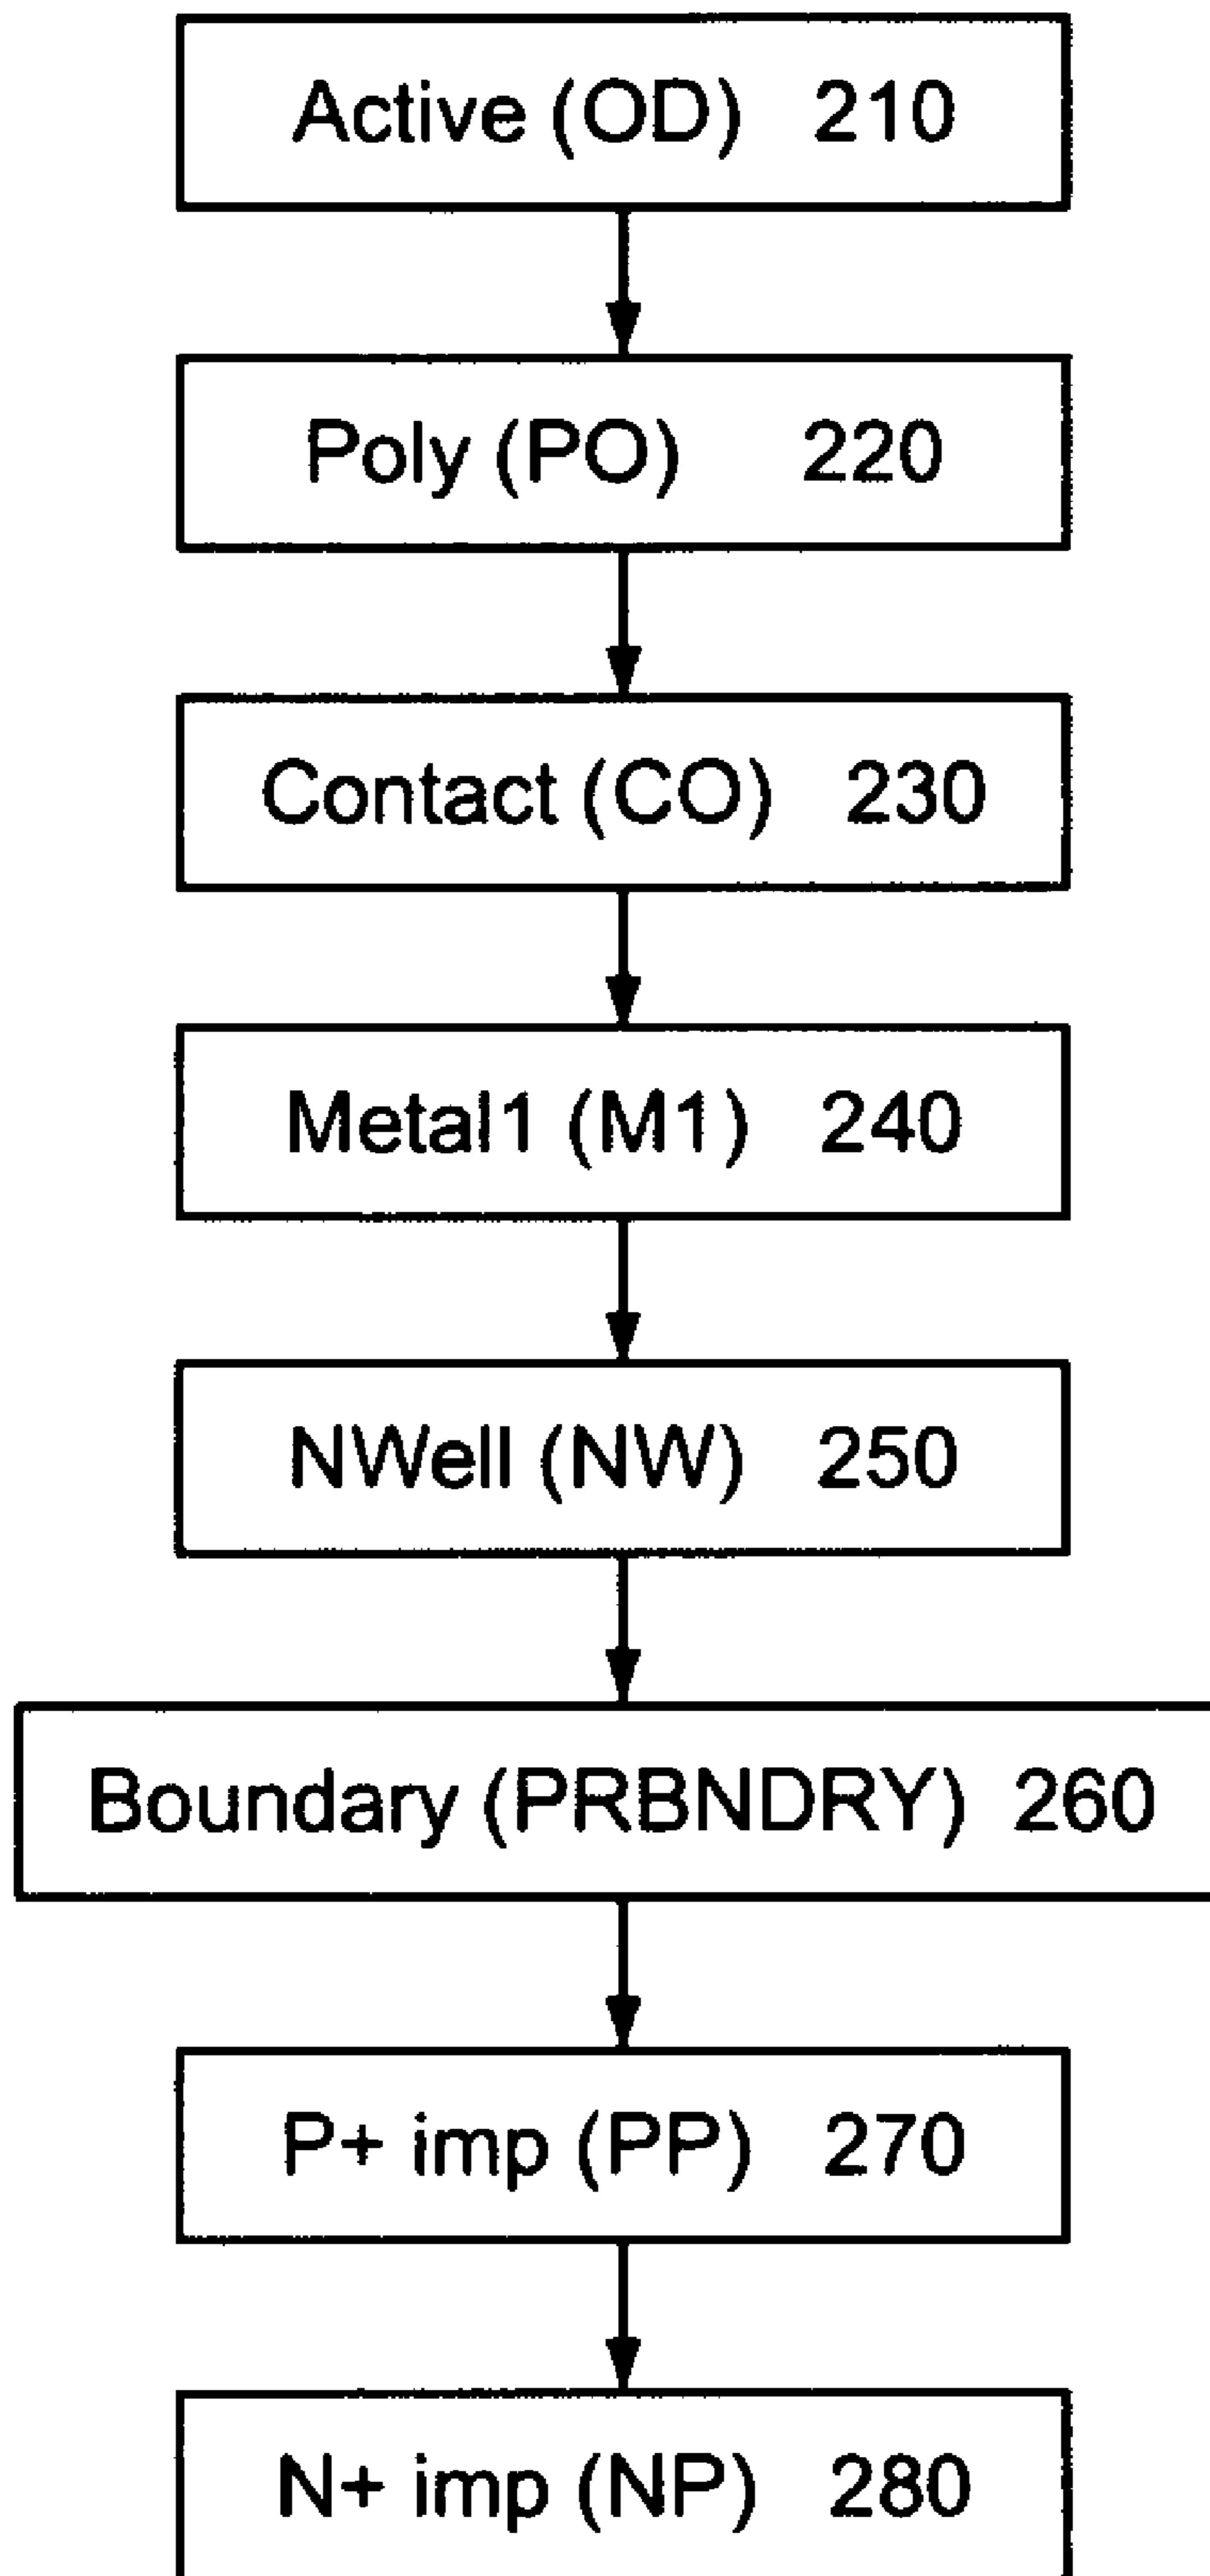 Active (OD) 210
Poly (PO) 220
Contact (CO) 230
Metal1 (M1) 240
NWell (NW) 250
Boundary (PRBNDRY) 260
P+ imp (PP) 270
N+ imp (NP) 280